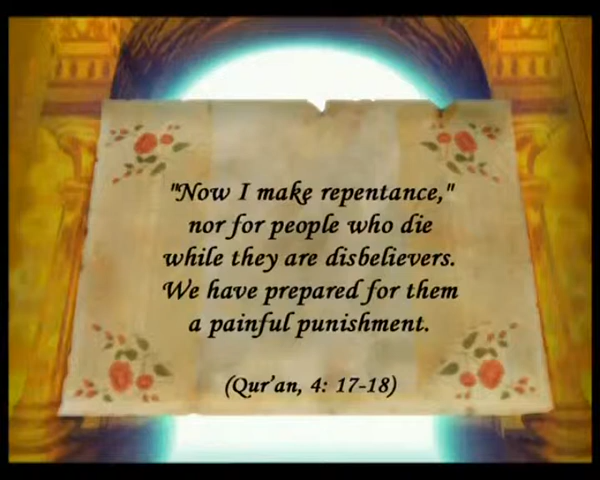 "Now I make repentance,"
nor for people who die
while they are disbelievers.
We have prepared for them
a painful punishment.
(Qur'an, 4: 17-18)